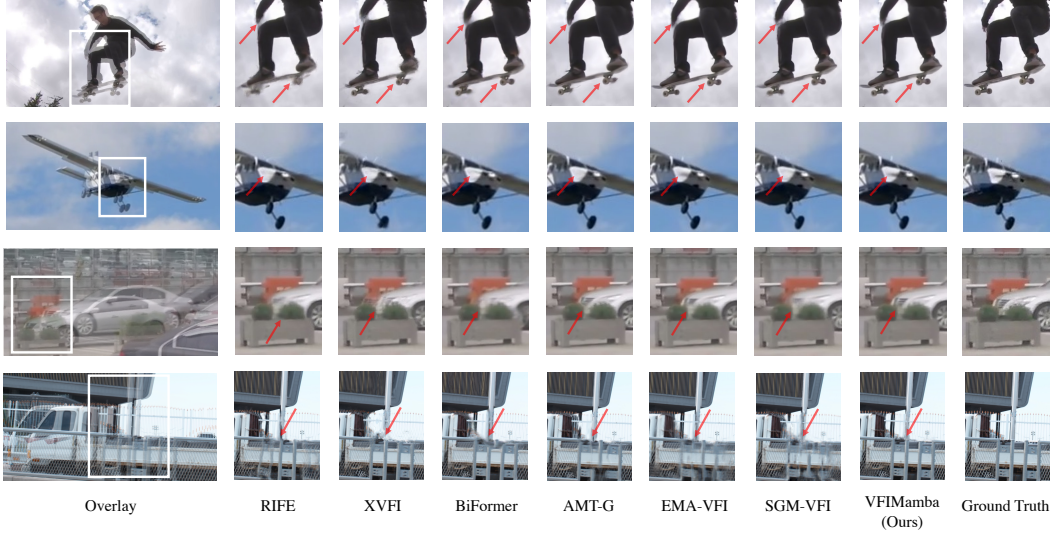 Overlay
RIFE
XVFI
BiFormer
AMT-G
EMA-VFI
SGM-VFI
VFIMamba
(Ours)
Ground Truth